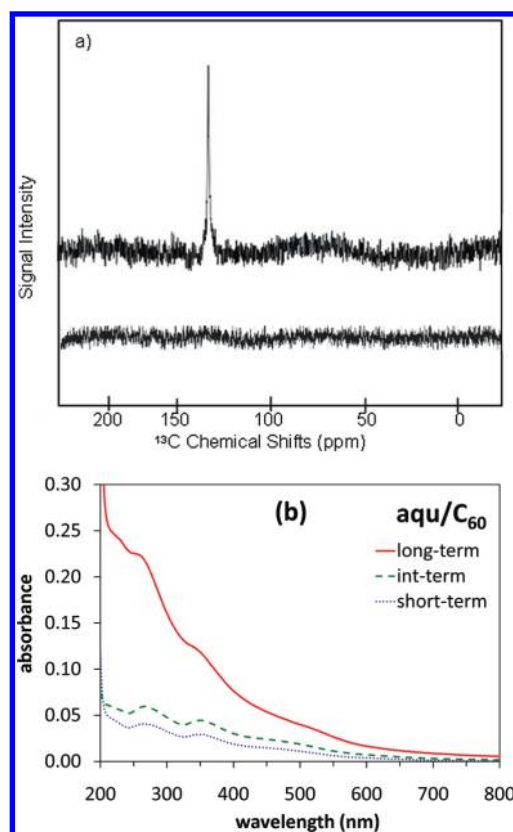 a)
Signal Intensity
200 150 100 50 0
¹³C Chemical Shifts (ppm)
(b) aqu/C₆₀
long-term
int-term
short-term
0.30
0.25
0.20
0.15
0.10
0.05
0.00
absorbance
200 300 400 500 600 700 800
wavelength (nm)